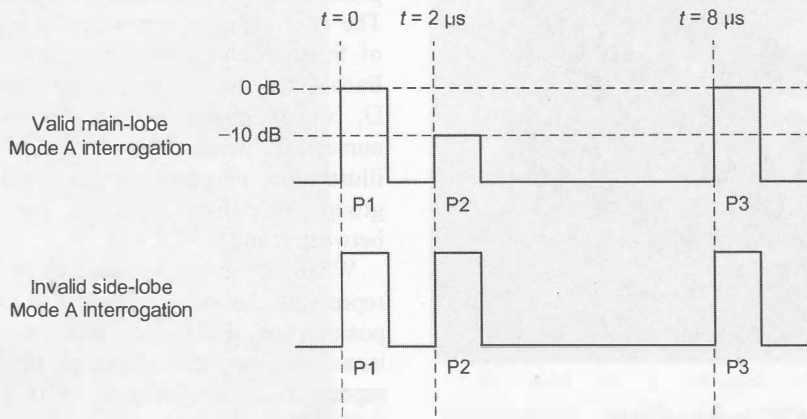 t = 0 t = 2 µs t = 8 µs
0 dB
Valid main-lobe
Mode A interrogation
−10 dB
P1 P2 P3
Invalid side-lobe
Mode A interrogation
P1 P2 P3